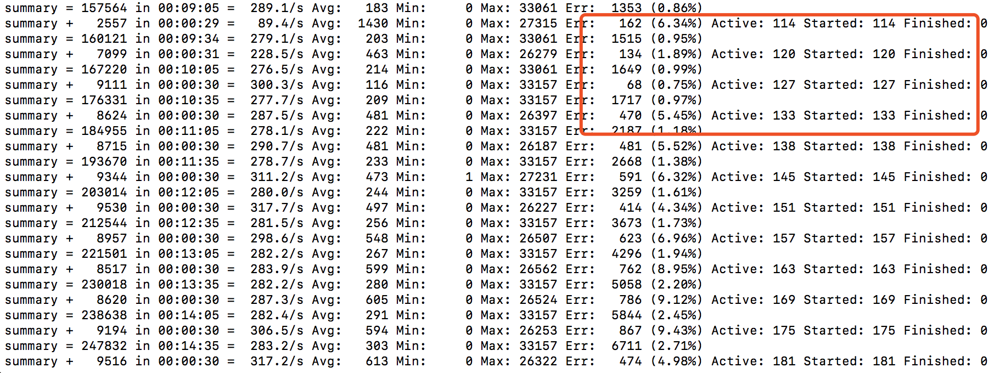 summary = 157564 in 00:09:05 = 289.1/s Avg: 183 Min: 0 Max: 33061 Err: 1353 (0.86%)
summary + 2557 in 00:00:29 = 89.4/s Avg: 1430 Min: 0 Max: 27315 Err: 162 (6.34%) Active: 114 Started: 114 Finished: 0
summary = 160121 in 00:09:34 = 279.1/s Avg: 203 Min: 0 Max: 33061 Err: 1515 (0.95%)
summary + 7099 in 00:00:31 = 228.5/s Avg: 463 Min: 0 Max: 26279 Err: 134 (1.89%) Active: 120 Started: 120 Finished: 0
summary = 167220 in 00:10:05 = 276.5/s Avg: 214 Min: 0 Max: 33061 Err: 1649 (0.99%)
summary + 9111 in 00:00:30 = 300.3/s Avg: 116 Min: 0 Max: 33157 Err: 68 (0.75%) Active: 127 Started: 127 Finished: 0
summary = 176331 in 00:10:35 = 277.7/s Avg: 209 Min: 0 Max: 33157 Err: 1717 (0.97%)
summary + 8624 in 00:00:30 = 287.5/s Avg: 481 Min: 0 Max: 26397 Err: 470 (5.45%) Active: 133 Started: 133 Finished: 0
summary = 184955 in 00:11:05 = 278.1/s Avg: 222 Min: 0 Max: 33157 Err: 2187 (1.18%)
summary + 8715 in 00:00:30 = 290.7/s Avg: 481 Min: 0 Max: 26187 Err: 481 (5.52%) Active: 138 Started: 138 Finished: 0
summary = 193670 in 00:11:35 = 278.7/s Avg: 233 Min: 0 Max: 33157 Err: 2668 (1.38%)
summary + 9344 in 00:00:30 = 311.2/s Avg: 473 Min: 1 Max: 27231 Err: 591 (6.32%) Active: 145 Started: 145 Finished: 0
summary = 203014 in 00:12:05 = 280.0/s Avg: 244 Min: 0 Max: 33157 Err: 3259 (1.61%)
summary + 9530 in 00:00:30 = 317.7/s Avg: 497 Min: 0 Max: 26227 Err: 414 (4.34%) Active: 151 Started: 151 Finished: 0
summary = 212544 in 00:12:35 = 281.5/s Avg: 256 Min: 0 Max: 33157 Err: 3673 (1.73%)
summary + 8957 in 00:00:30 = 298.6/s Avg: 548 Min: 0 Max: 26507 Err: 623 (6.96%) Active: 157 Started: 157 Finished: 0
summary = 221501 in 00:13:05 = 282.2/s Avg: 267 Min: 0 Max: 33157 Err: 4296 (1.94%)
summary + 8517 in 00:00:30 = 283.9/s Avg: 599 Min: 0 Max: 26562 Err: 762 (8.95%) Active: 163 Started: 163 Finished: 0
summary = 230018 in 00:13:35 = 282.2/s Avg: 280 Min: 0 Max: 33157 Err: 5058 (2.20%)
summary + 8620 in 00:00:30 = 287.3/s Avg: 605 Min: 0 Max: 26524 Err: 786 (9.12%) Active: 169 Started: 169 Finished: 0
summary = 238638 in 00:14:05 = 282.4/s Avg: 291 Min: 0 Max: 33157 Err: 5844 (2.45%)
summary + 9194 in 00:00:30 = 306.5/s Avg: 594 Min: 0 Max: 26253 Err: 867 (9.43%) Active: 175 Started: 175 Finished: 0
summary = 247832 in 00:14:35 = 283.2/s Avg: 303 Min: 0 Max: 33157 Err: 6711 (2.71%)
summary + 9516 in 00:00:30 = 317.2/s Avg: 613 Min: 0 Max: 26322 Err: 474 (4.98%) Active: 181 Started: 181 Finished: 0